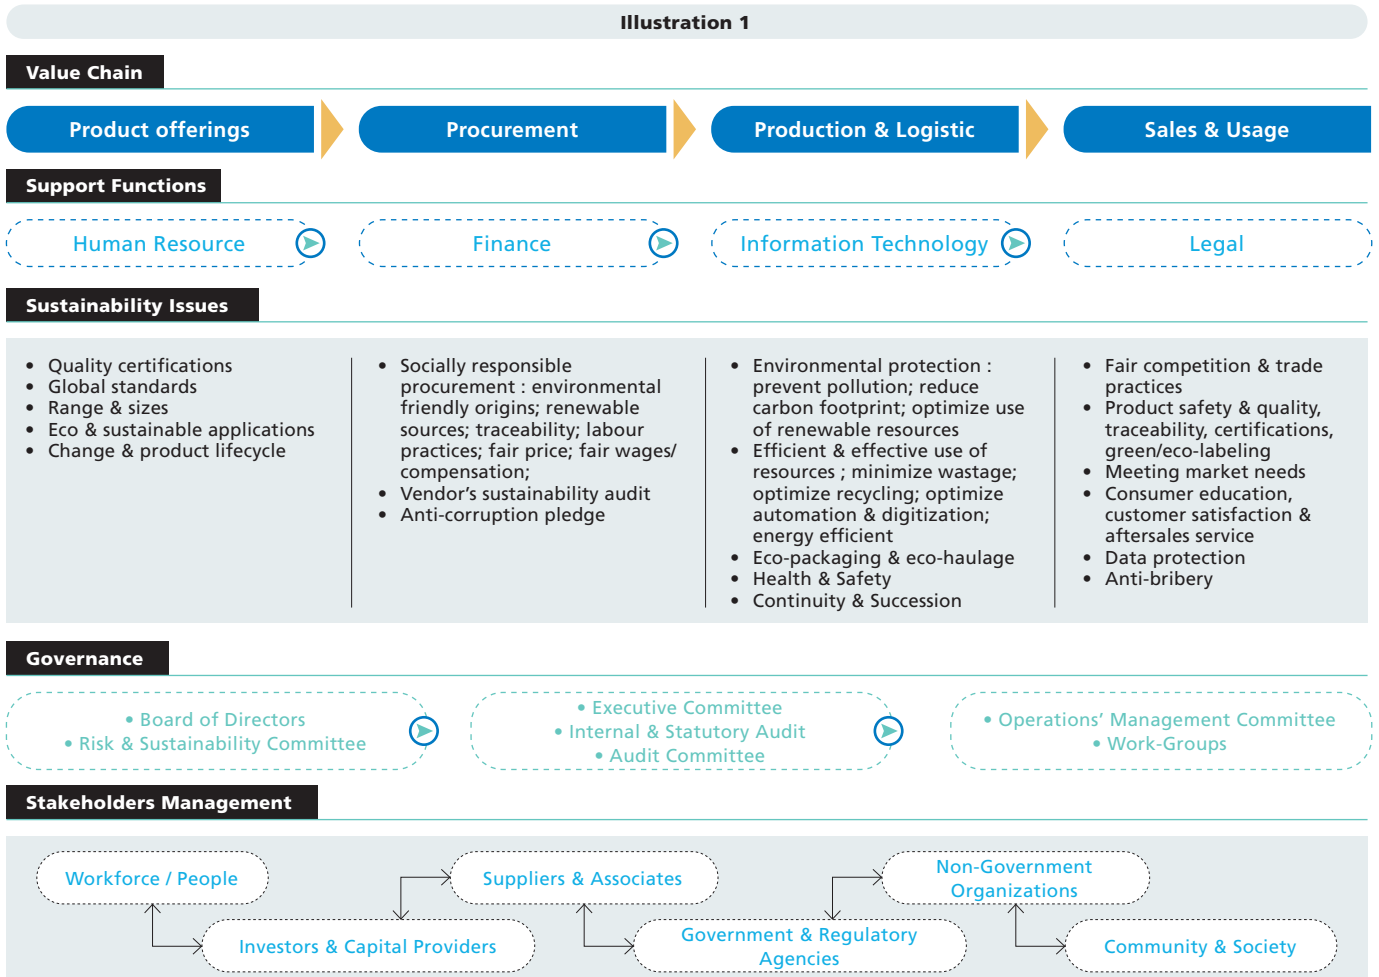 Illustration 1
Value Chain
Product offerings
Procurement
Production & Logistic
Sales & Usage
Support Functions
Human Resource
Finance
Information Technology
Legal
Sustainability Issues
• Quality certifications
• Global standards
• Range & sizes
• Eco & sustainable applications
• Change & product lifecycle
• Socially responsible
procurement : environmental
friendly origins; renewable
sources; traceability; labour
practices; fair price; fair wages/
compensation;
• Vendor’s sustainability audit
• Anti-corruption pledge
• Environmental protection :
prevent pollution; reduce
carbon footprint; optimize use
of renewable resources
• Efficient & effective use of
resources ; minimize wastage;
optimize recycling; optimize
automation & digitization;
energy efficient
• Eco-packaging & eco-haulage
• Health & Safety
• Continuity & Succession
• Fair competition & trade
practices
• Product safety & quality,
traceability, certifications,
green/eco-labeling
• Meeting market needs
• Consumer education,
customer satisfaction &
aftersales service
• Data protection
• Anti-bribery
Governance
• Board of Directors
• Risk & Sustainability Committee
• Executive Committee
• Internal & Statutory Audit
• Audit Committee
• Operations’ Management Committee
• Work-Groups
Stakeholders Management
Workforce / People
Investors & Capital Providers
Suppliers & Associates
Government & Regulatory
Agencies
Non-Government
Organizations
Community & Society